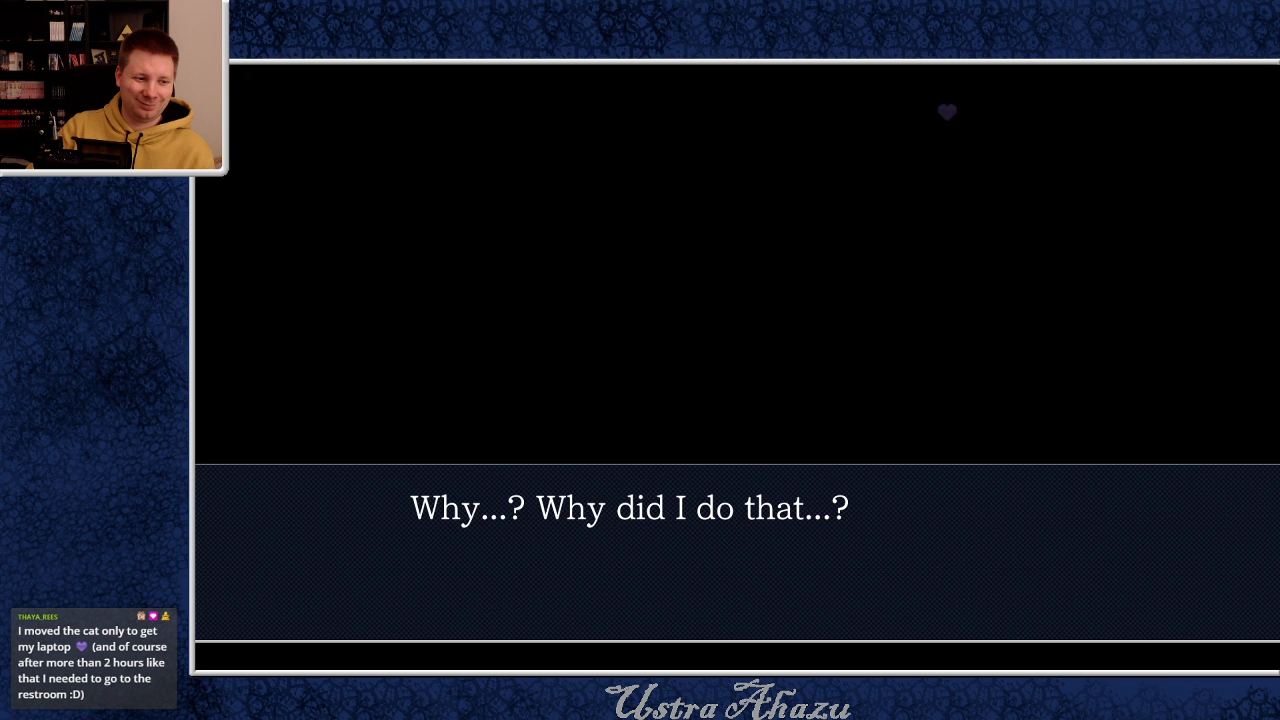 Why...? Why did I do that...?
THAYA_REES
I moved the cat only to get
my laptop 💜 (and of course
after more than 2 hours like
that I needed to go to the
restroom :D)
Ustra Ahazu